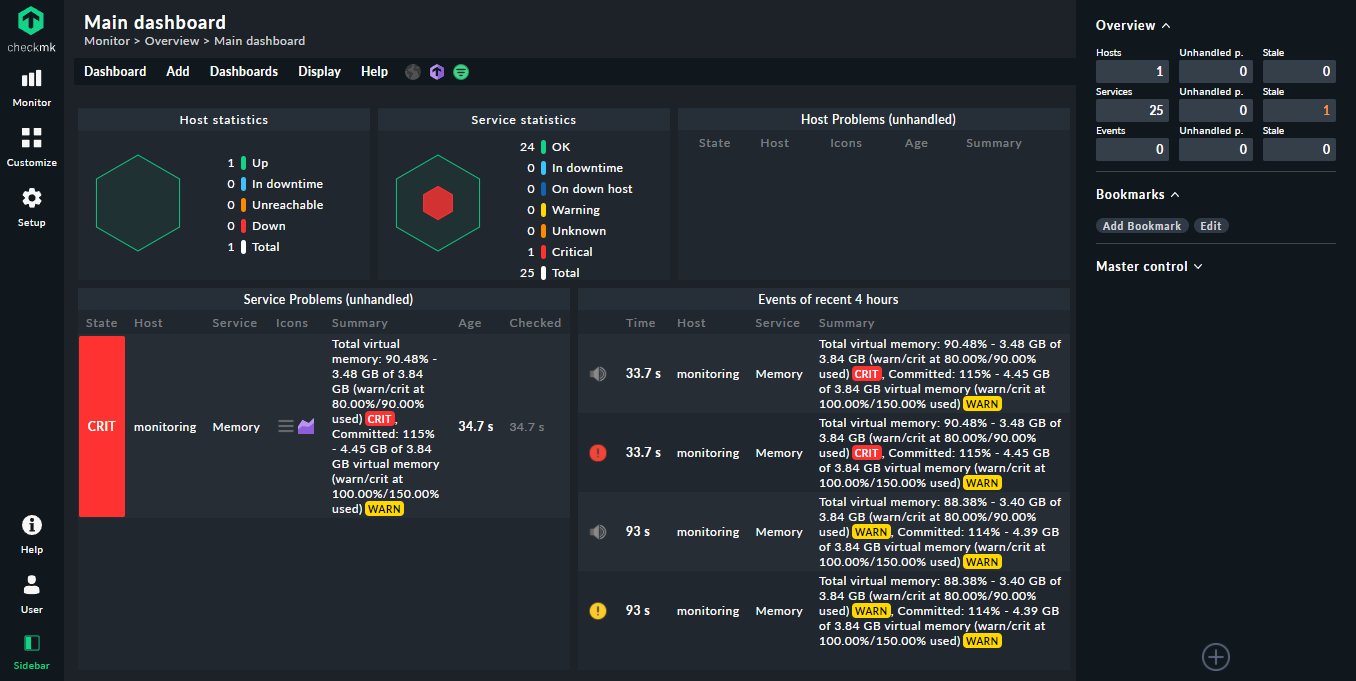 checkmk
Monitor
Customize
Setup
Help
User
Sidebar
Main dashboard
Monitor > Overview > Main dashboard
Dashboard Add Dashboards Display Help
Host statistics
1 Up
0 In downtime
0 Unreachable
0 Down
1 Total
Service statistics
24 OK
0 In downtime
0 On down host
0 Warning
0 Unknown
1 Critical
25 Total
Host Problems (unhandled)
State Host Icons Age Summary
Service Problems (unhandled)
State Host Service Icons Summary Age Checked
CRIT monitoring Memory
Total virtual
memory: 90.48% -
3.48 GB of 3.84
GB (warn/crit at
80.00%/90.00%
used) CRIT,
Committed: 115%
- 4.45 GB of 3.84
GB virtual memory
(warn/crit at
100.00%/150.00%
used) WARN
34.7 s 34.7 s
Events of recent 4 hours
Time Host Service Summary
33.7 s monitoring Memory
Total virtual memory: 90.48% - 3.48 GB of
3.84 GB (warn/crit at 80.00%/90.00%
used) CRIT, Committed: 115% - 4.45 GB
of 3.84 GB virtual memory (warn/crit at
100.00%/150.00% used) WARN
33.7 s monitoring Memory
Total virtual memory: 90.48% - 3.48 GB of
3.84 GB (warn/crit at 80.00%/90.00%
used) CRIT, Committed: 115% - 4.45 GB
of 3.84 GB virtual memory (warn/crit at
100.00%/150.00% used) WARN
93 s monitoring Memory
Total virtual memory: 88.38% - 3.40 GB of
3.84 GB (warn/crit at 80.00%/90.00%
used) WARN, Committed: 114% - 4.39 GB
of 3.84 GB virtual memory (warn/crit at
100.00%/150.00% used) WARN
93 s monitoring Memory
Total virtual memory: 88.38% - 3.40 GB of
3.84 GB (warn/crit at 80.00%/90.00%
used) WARN, Committed: 114% - 4.39 GB
of 3.84 GB virtual memory (warn/crit at
100.00%/150.00% used) WARN
Overview
Hosts Unhandled p. Stale
1 0 0
Services Unhandled p. Stale
25 0 1
Events Unhandled p. Stale
0 0 0
Bookmarks
Add Bookmark Edit
Master control